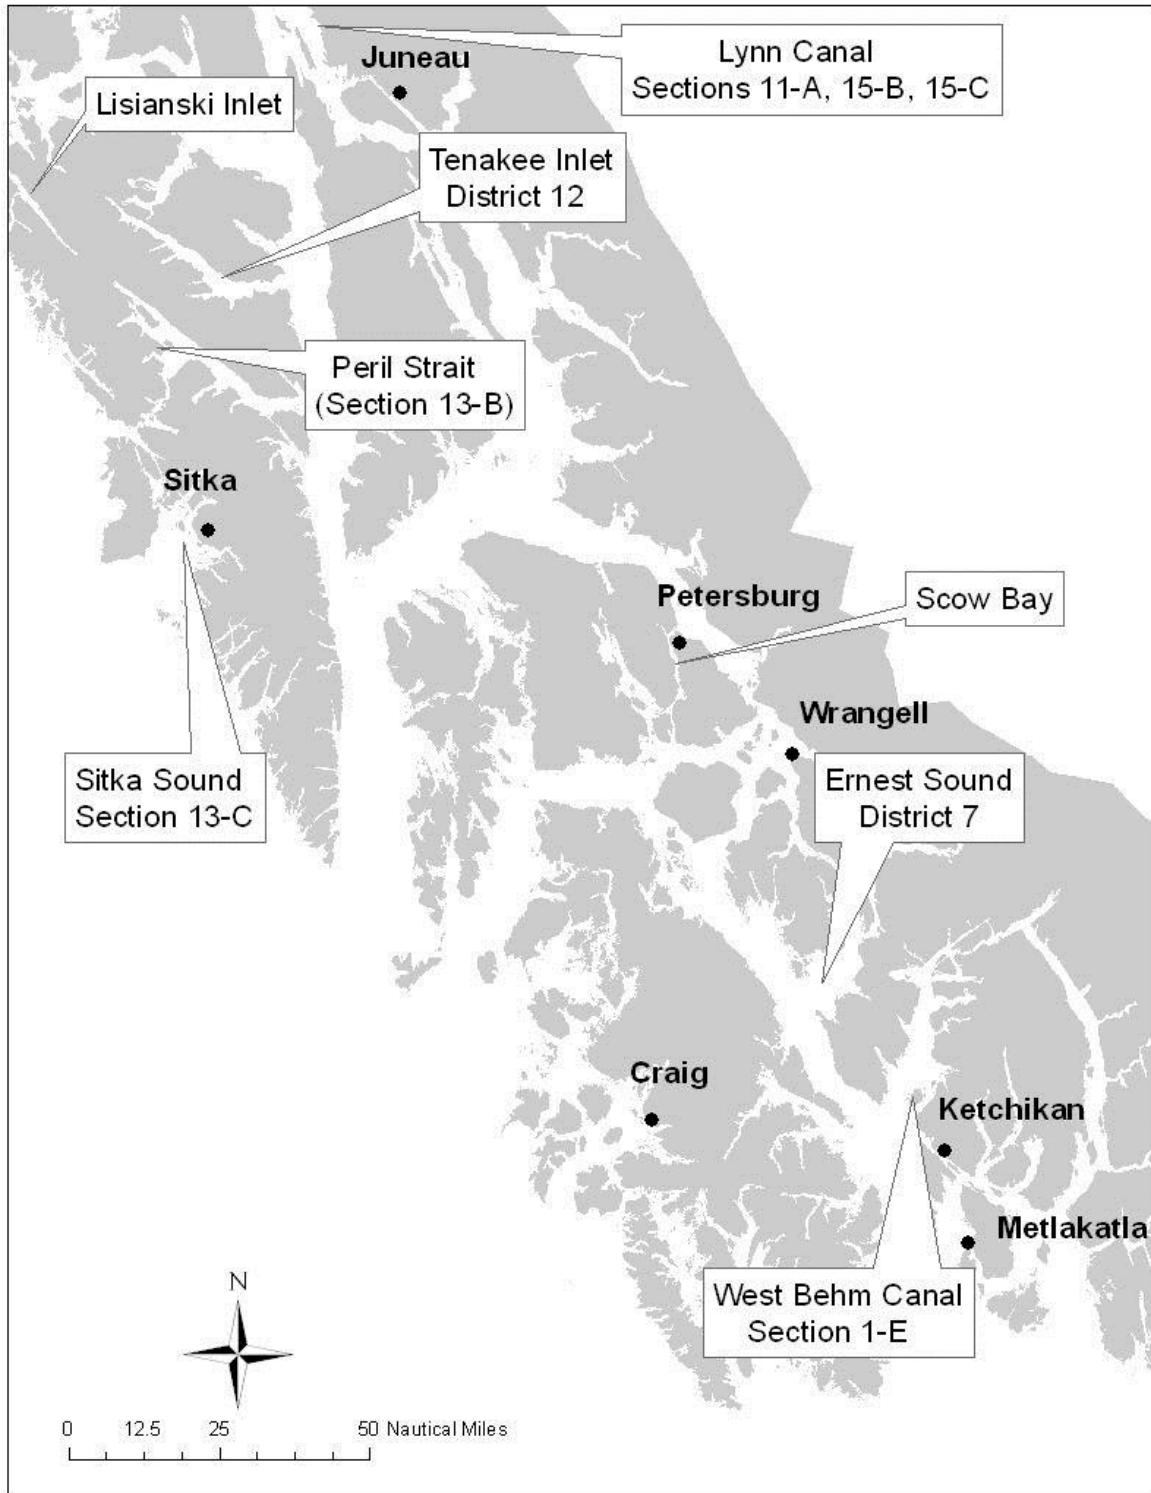 Juneau
Lynn Canal
Sections 11-A, 15-B, 15-C
Lisianski Inlet
Tenakee Inlet
District 12
Peril Strait
(Section 13-B)
Sitka
Petersburg
Scow Bay
Wrangell
Sitka Sound
Section 13-C
Ernest Sound
District 7
Craig
Ketchikan
Metlakatla
West Behm Canal
Section 1-E
N
0 12.5 25 50 Nautical Miles